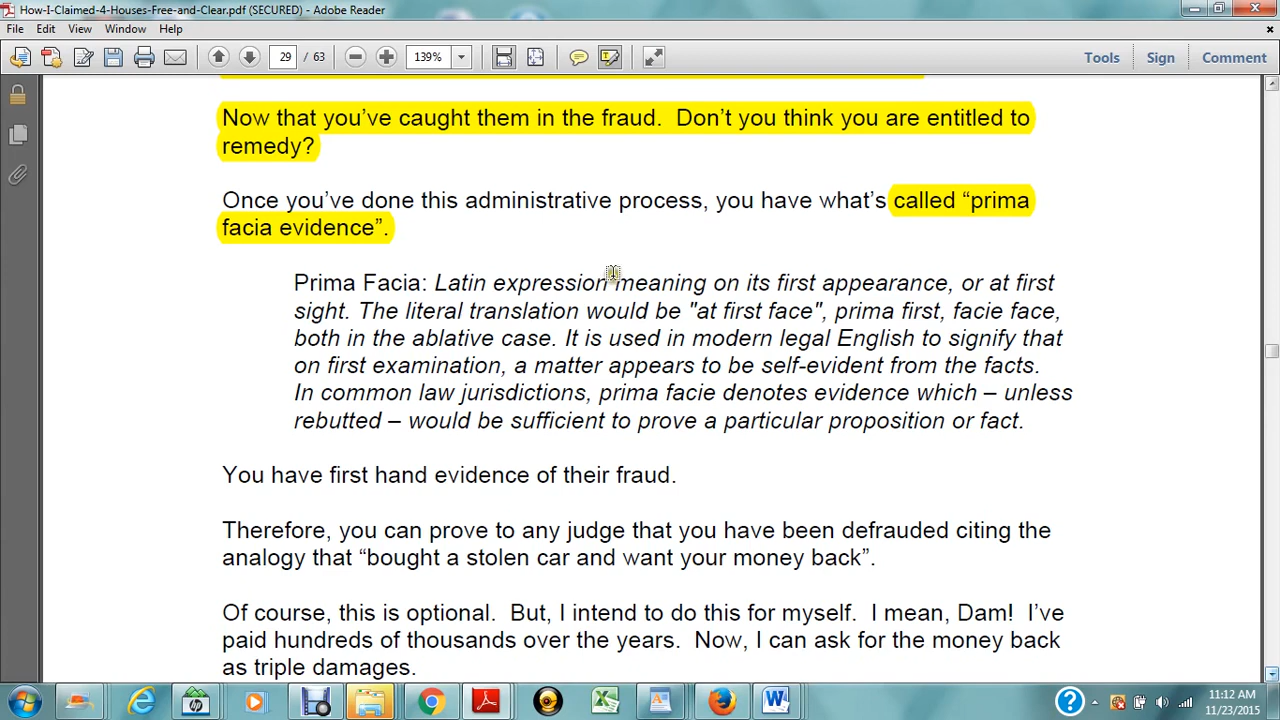 How-I-Claimed-4-Houses-Free-and-Clear.pdf (SECURED) - Adobe Reader
File Edit View Window Help
29 / 63 139% Tools Sign Comment
Now that you've caught them in the fraud. Don't you think you are entitled to
remedy?
Once you've done this administrative process, you have what's called “prima
facia evidence”.
Prima Facia: Latin expression meaning on its first appearance, or at first
sight. The literal translation would be "at first face", prima first, facie face,
both in the ablative case. It is used in modern legal English to signify that
on first examination, a matter appears to be self-evident from the facts.
In common law jurisdictions, prima facie denotes evidence which – unless
rebutted – would be sufficient to prove a particular proposition or fact.
You have first hand evidence of their fraud.
Therefore, you can prove to any judge that you have been defrauded citing the
analogy that “bought a stolen car and want your money back”.
Of course, this is optional. But, I intend to do this for myself. I mean, Dam! I've
paid hundreds of thousands over the years. Now, I can ask for the money back
as triple damages.
11:12 AM
11/23/2015